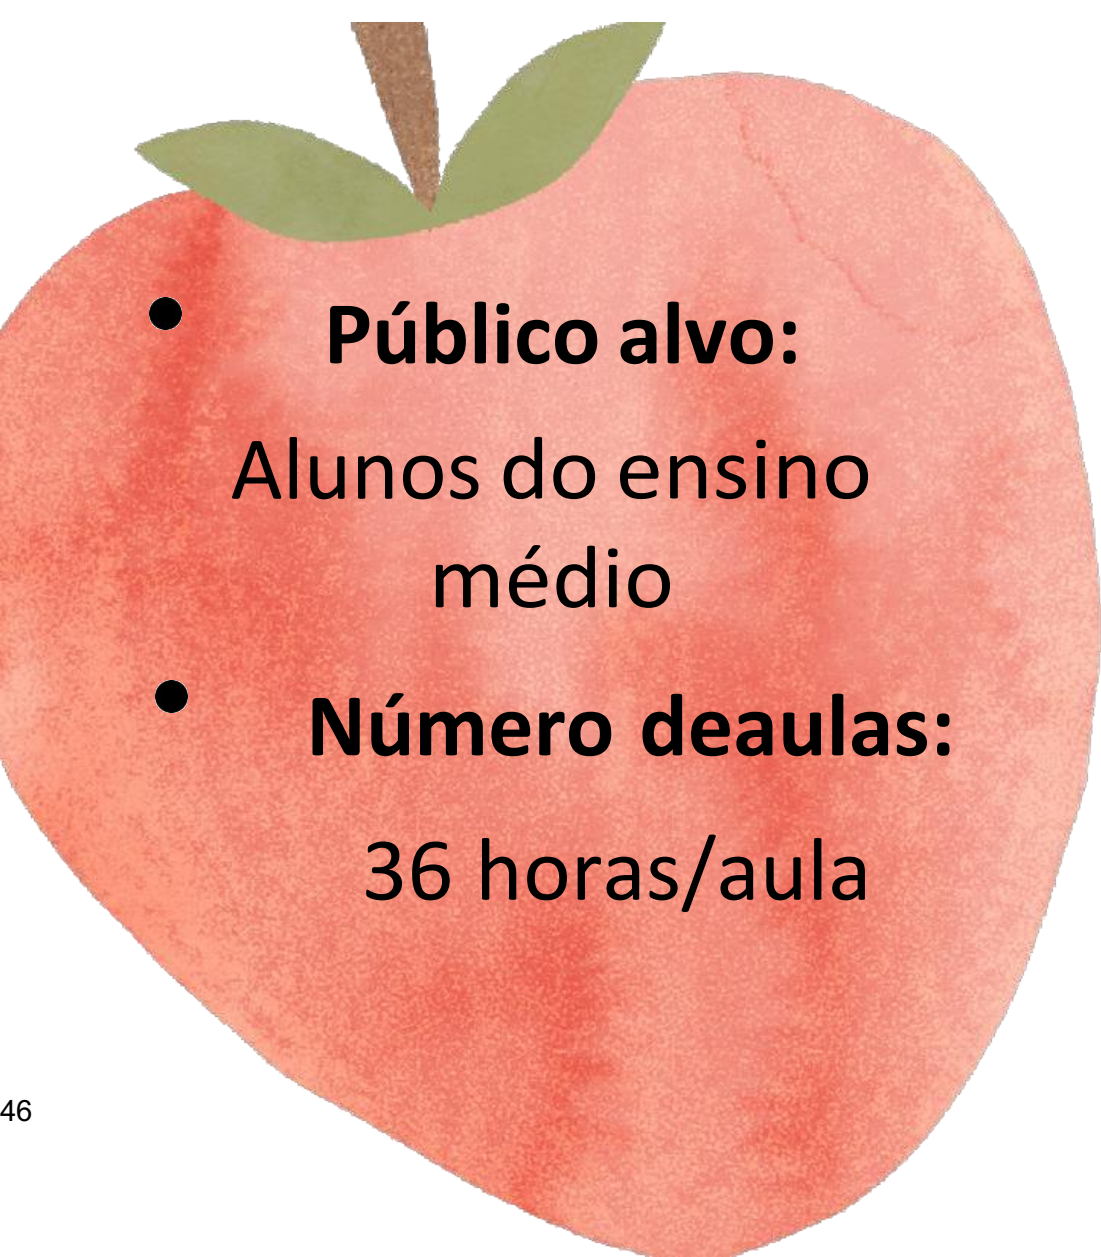 • Público alvo:
Alunos do ensino
médio
• Número deaulas:
36 horas/aula
46